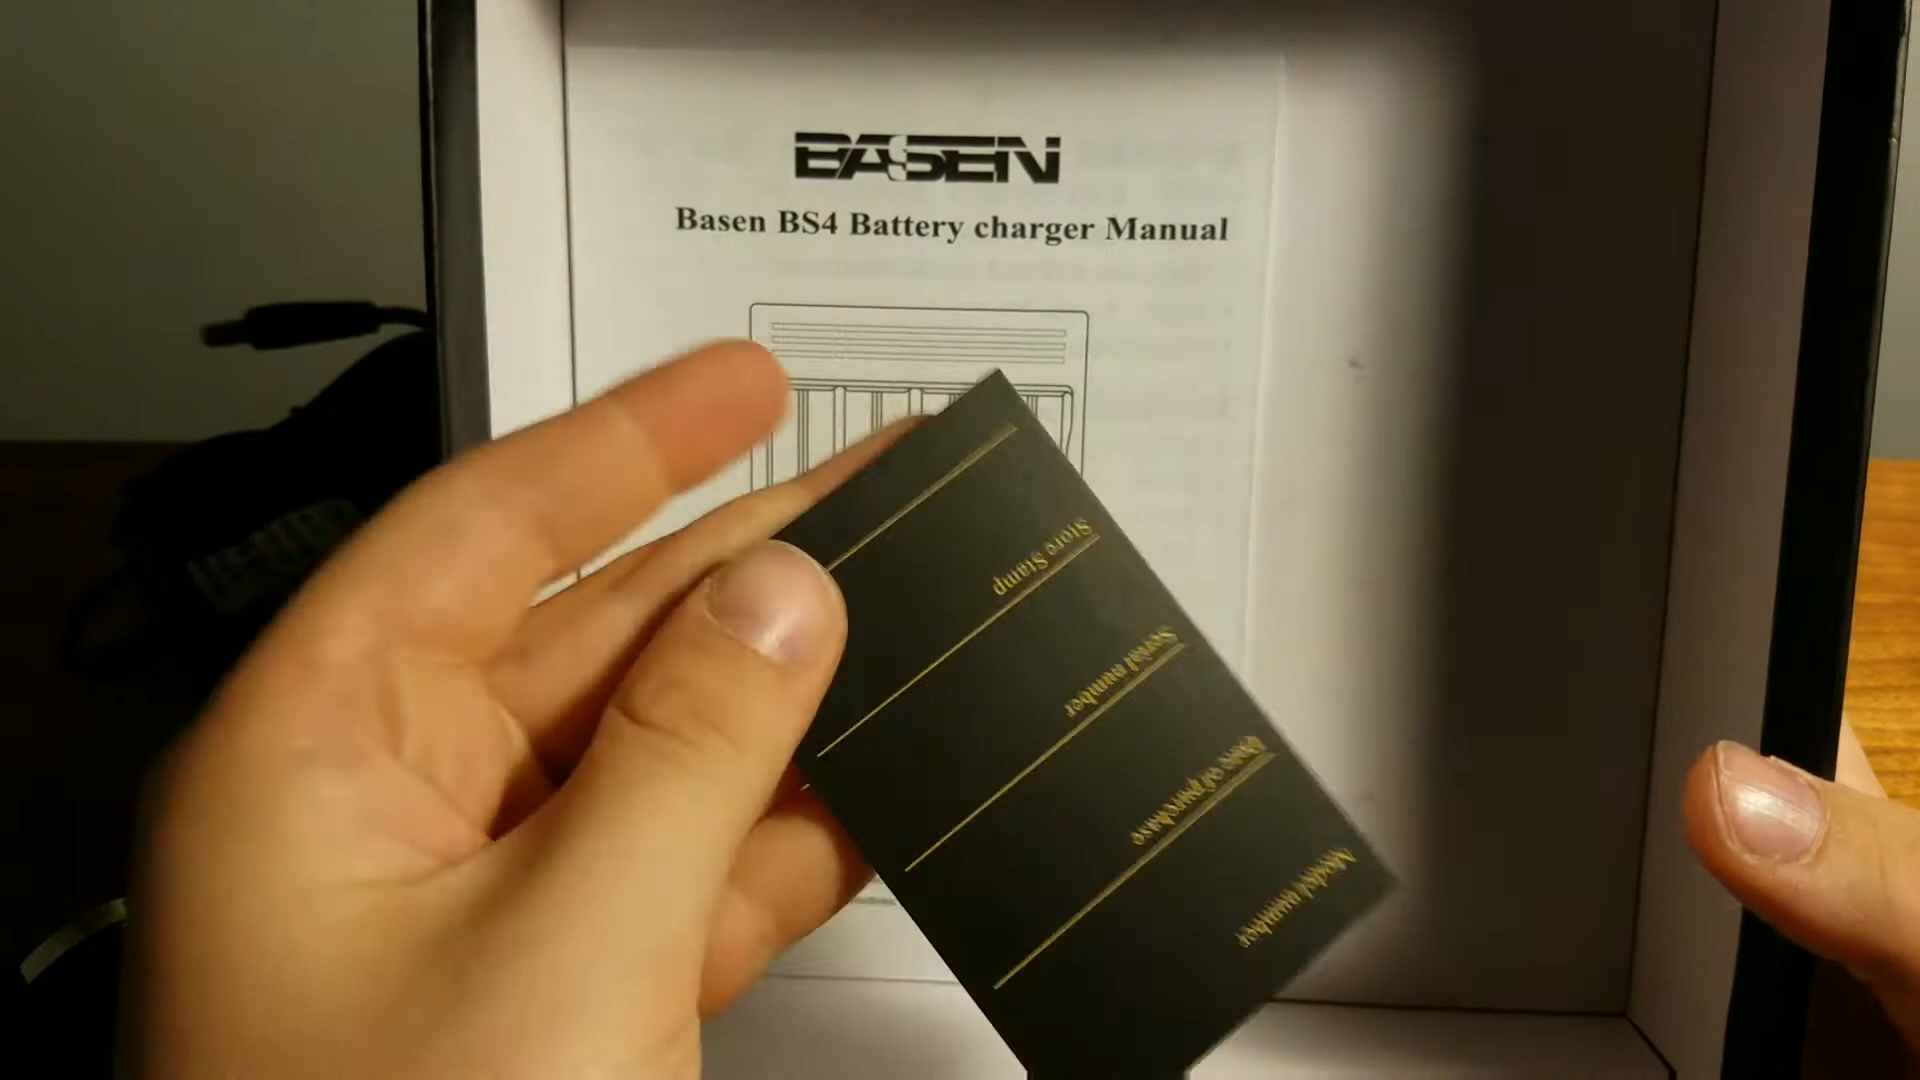 BASEN
Basen BS4 Battery charger Manual
Model number
Date of purchase
Serial number
Store Stamp